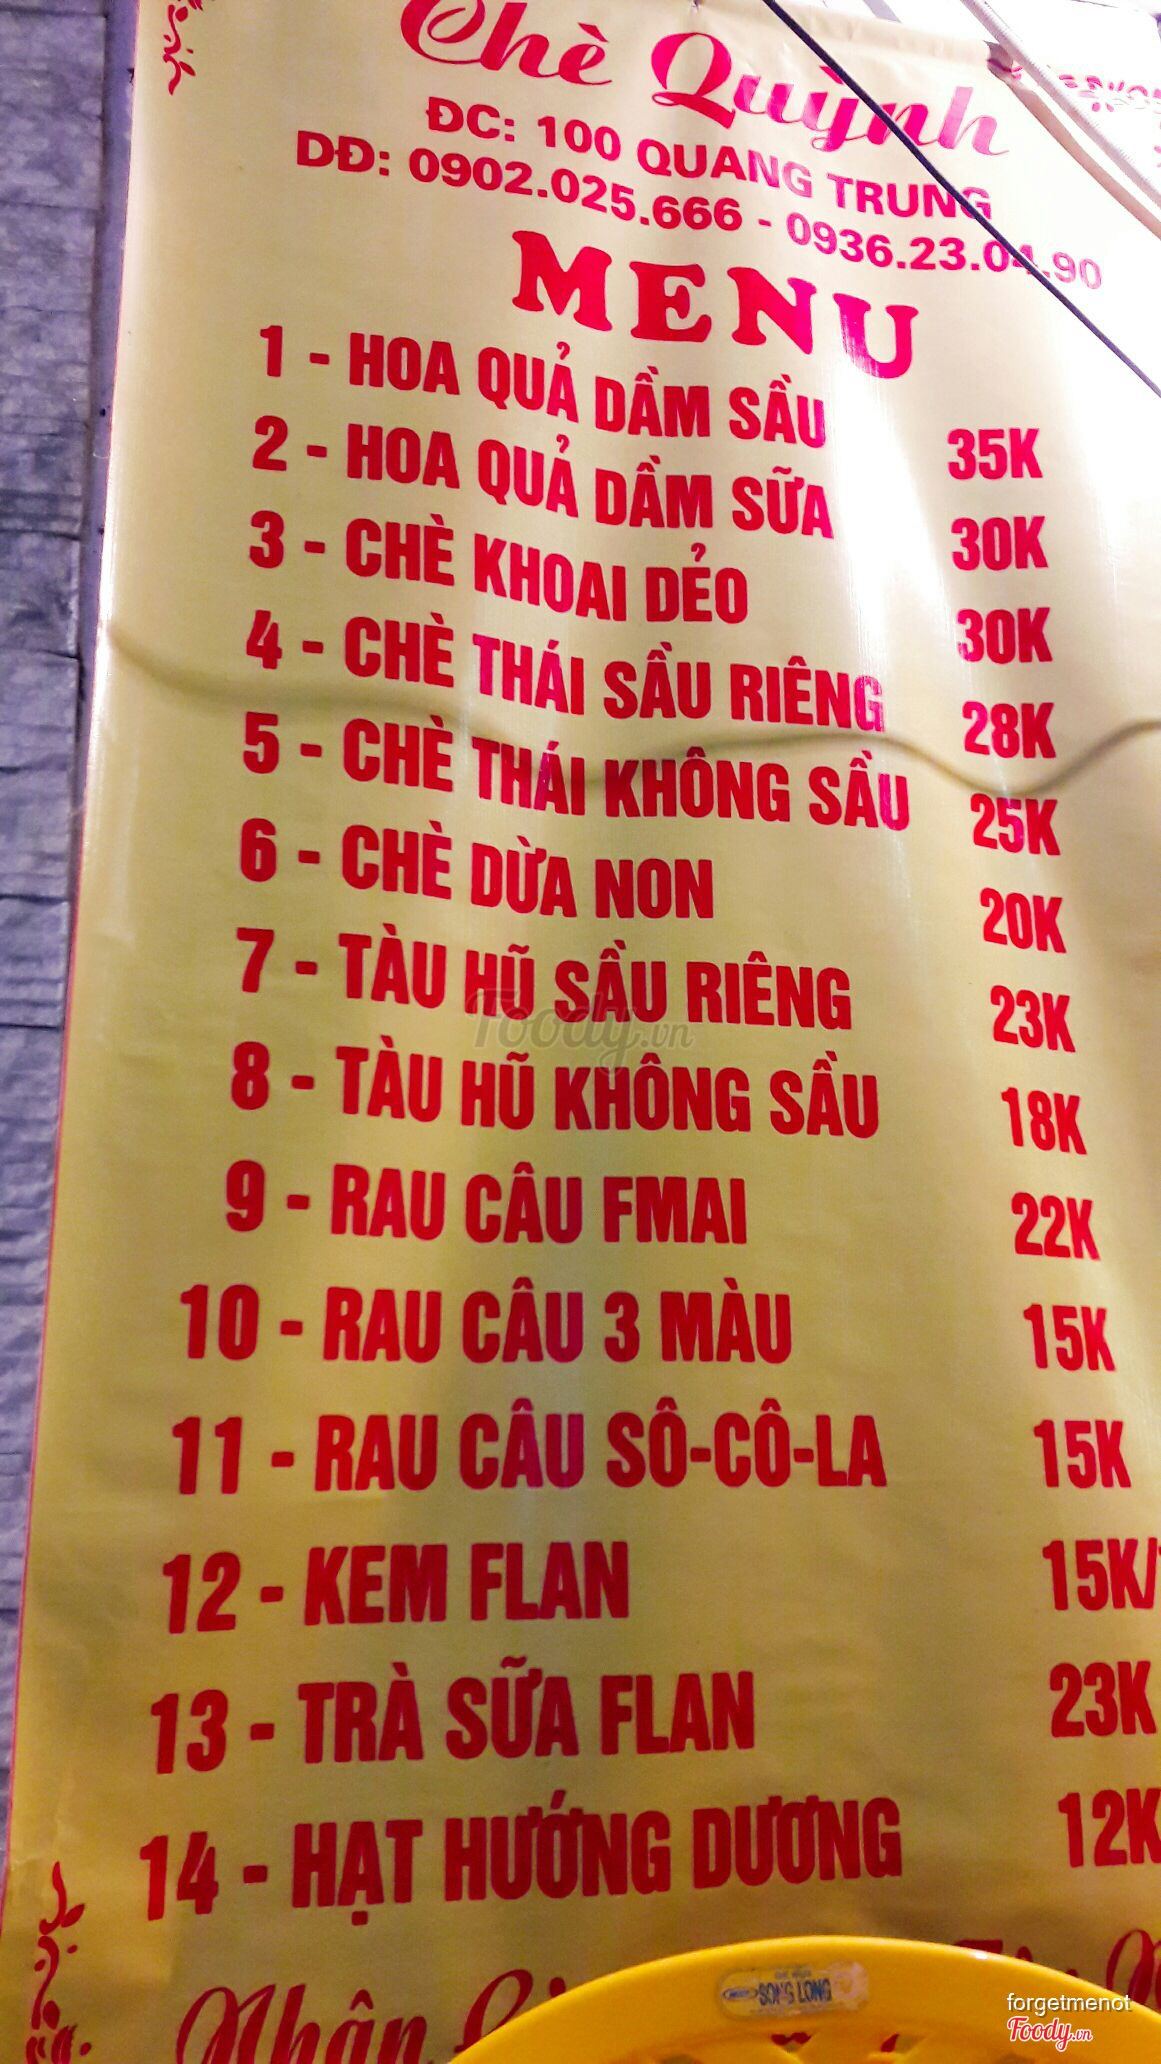 Chè Quỳnh
ĐC: 100 QUANG TRUNG
DĐ: 0902.025.666 - 0936.23.04.90
MENU
1 - HOA QUẢ DẦM SẦU 35K
2 - HOA QUẢ DẦM SỮA 30K
3 - CHÈ KHOAI DẺO 30K
4 - CHÈ THÁI SẦU RIÊNG 28K
5 - CHÈ THÁI KHÔNG SẦU 25K
6 - CHÈ DỪA NON 20K
7 - TÀU HŨ SẦU RIÊNG 23K
8 - TÀU HŨ KHÔNG SẦU 18K
9 - RAU CÂU FMAI 22K
10 - RAU CÂU 3 MÀU 15K
11 - RAU CÂU SÔ-CÔ-LA 15K
12 - KEM FLAN 15K/
13 - TRÀ SỮA FLAN 23K
14 - HẠT HƯỚNG DƯƠNG 12K
Nhận
Foody.vn
forgetmenot
Foody.vn